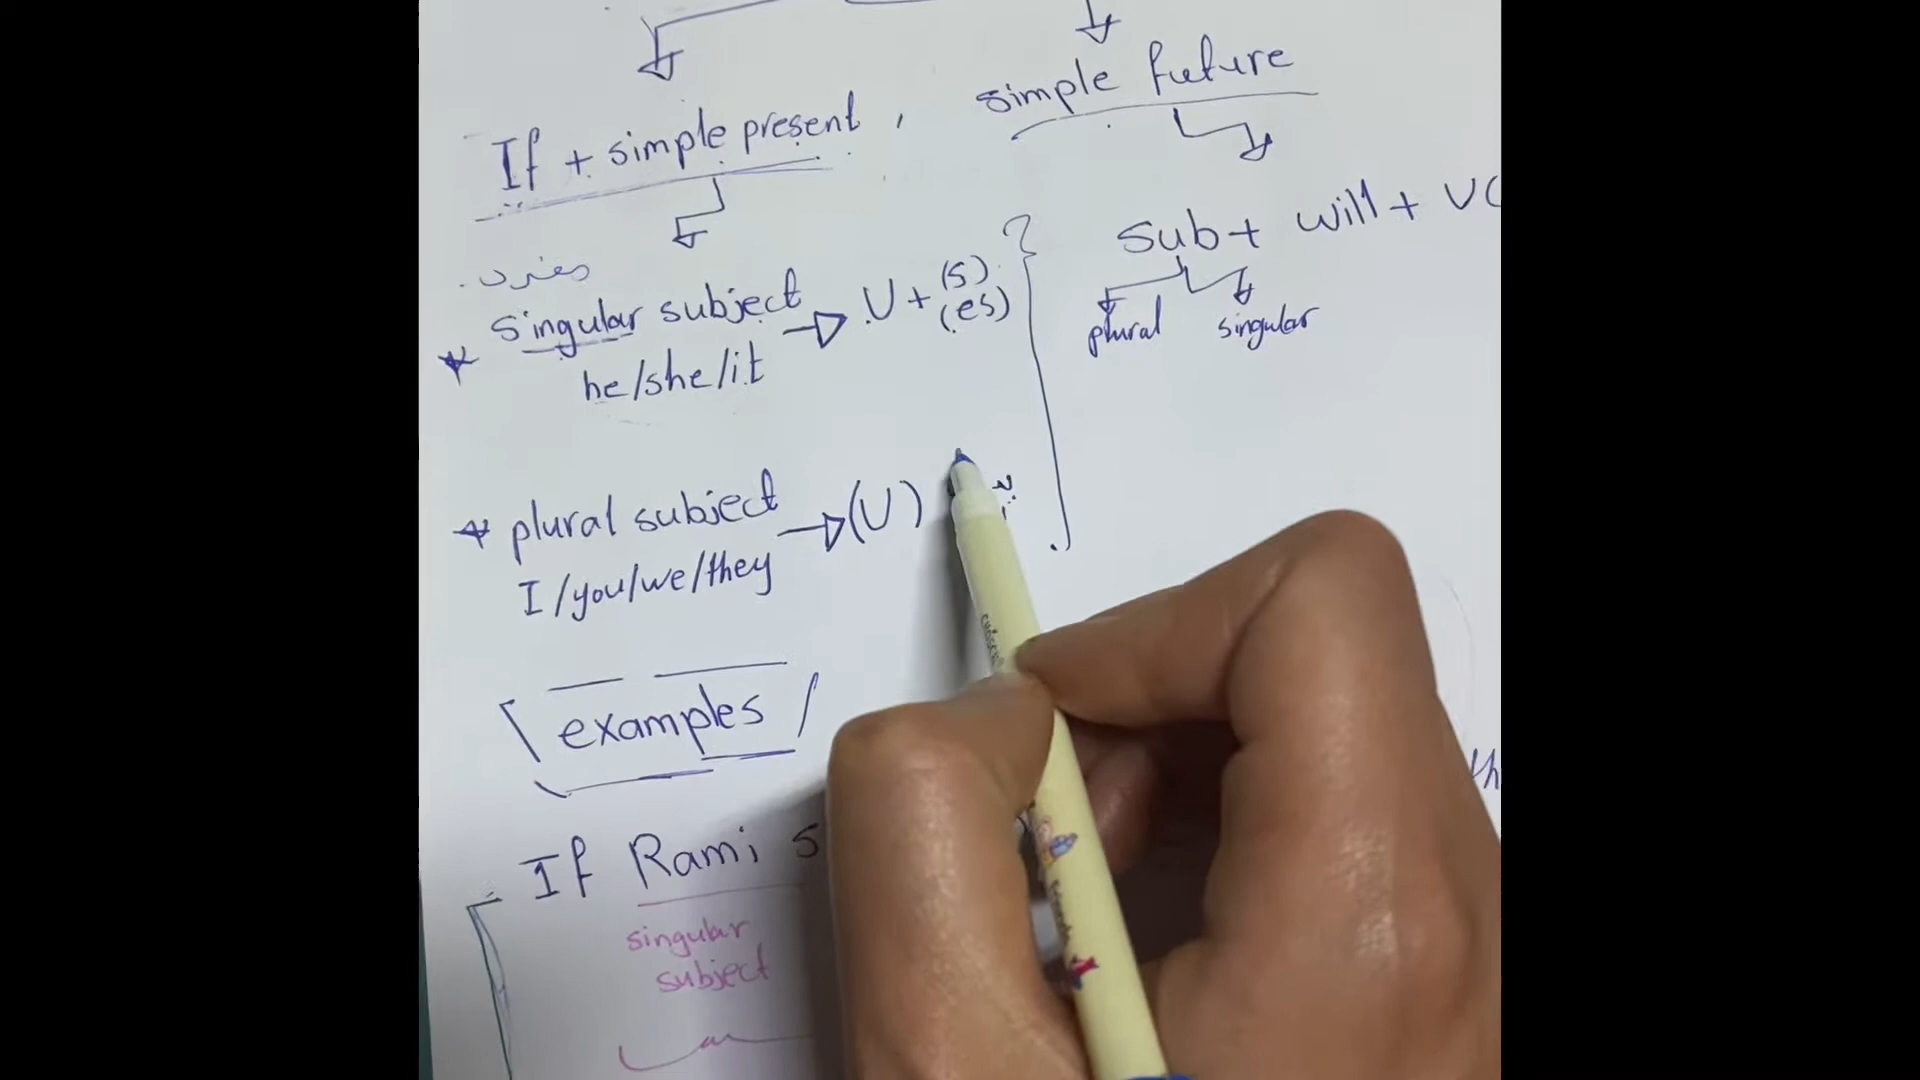 simple future
If + simple present ,
sub + will + V(
مفرد
singular subject → V + (s) (es)
plural singular
he/she/it
plural subject → (V)
I/you/we/they
examples
If Rami
singular
subject